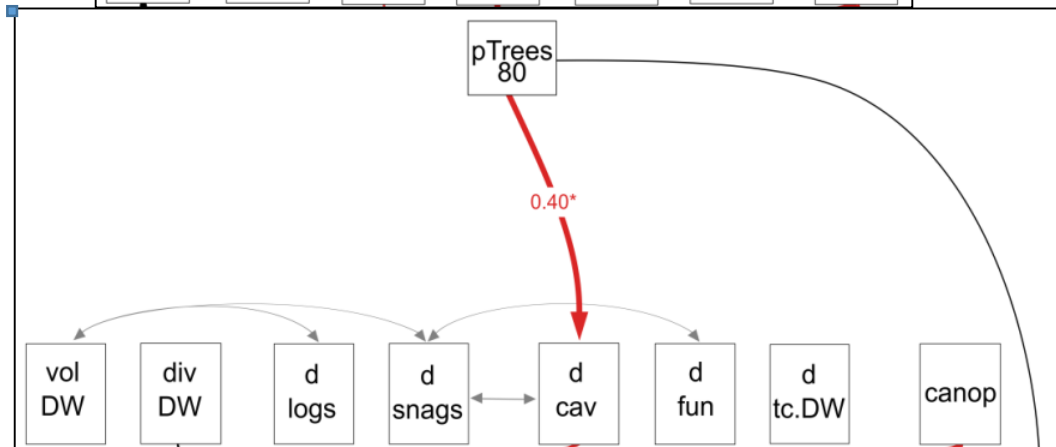 pTrees
80
0.40*
vol
DW
div
DW
d
logs
d
snags
d
cav
d
fun
d
tc.DW
canop